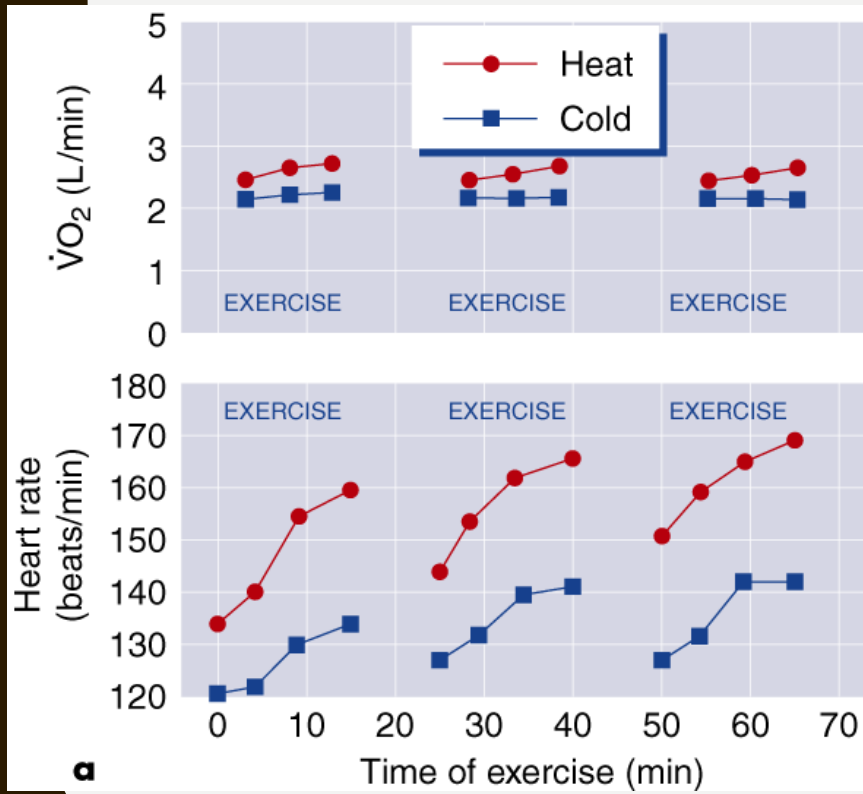 5
4
3
2
1
0
V̇O₂ (L/min)
Heat
Cold
EXERCISE EXERCISE EXERCISE
180
170
160
150
140
130
120
Heart rate
(beats/min)
EXERCISE EXERCISE EXERCISE
0 10 20 30 40 50 60 70
Time of exercise (min)
a